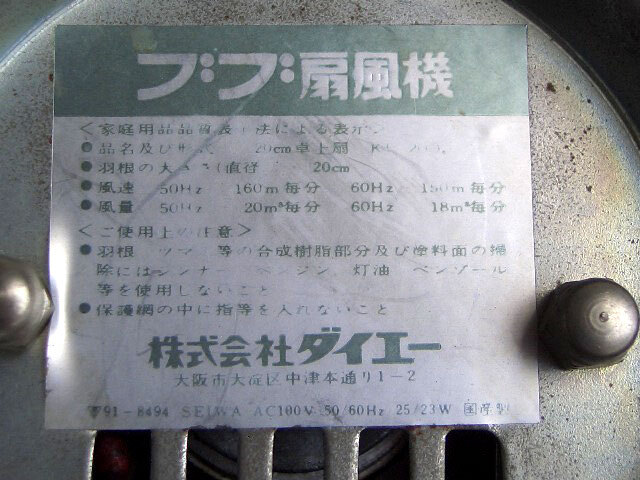 ブブ扇風機
<家庭用品品質表 法による表示>
●品名及び 20cm卓上扇
●羽根の大きさ(直径 20cm
●風速 50Hz 160m毎分 60Hz 150m毎分
●風量 50Hz 20m³毎分 60Hz 18m³毎分
<ご使用上の注意>
●羽根 ツマ 等の合成樹脂部分及び塗料面の掃
除にはシンナー ベンジン 灯油 ベンゾール
等を使用しないこと
●保護網の中に指等を入れないこと
株式会社ダイエー
大阪市大淀区中津本通り1-2
〒91-8494 SEIWA AC100V 50/60Hz 25/23W 国産製